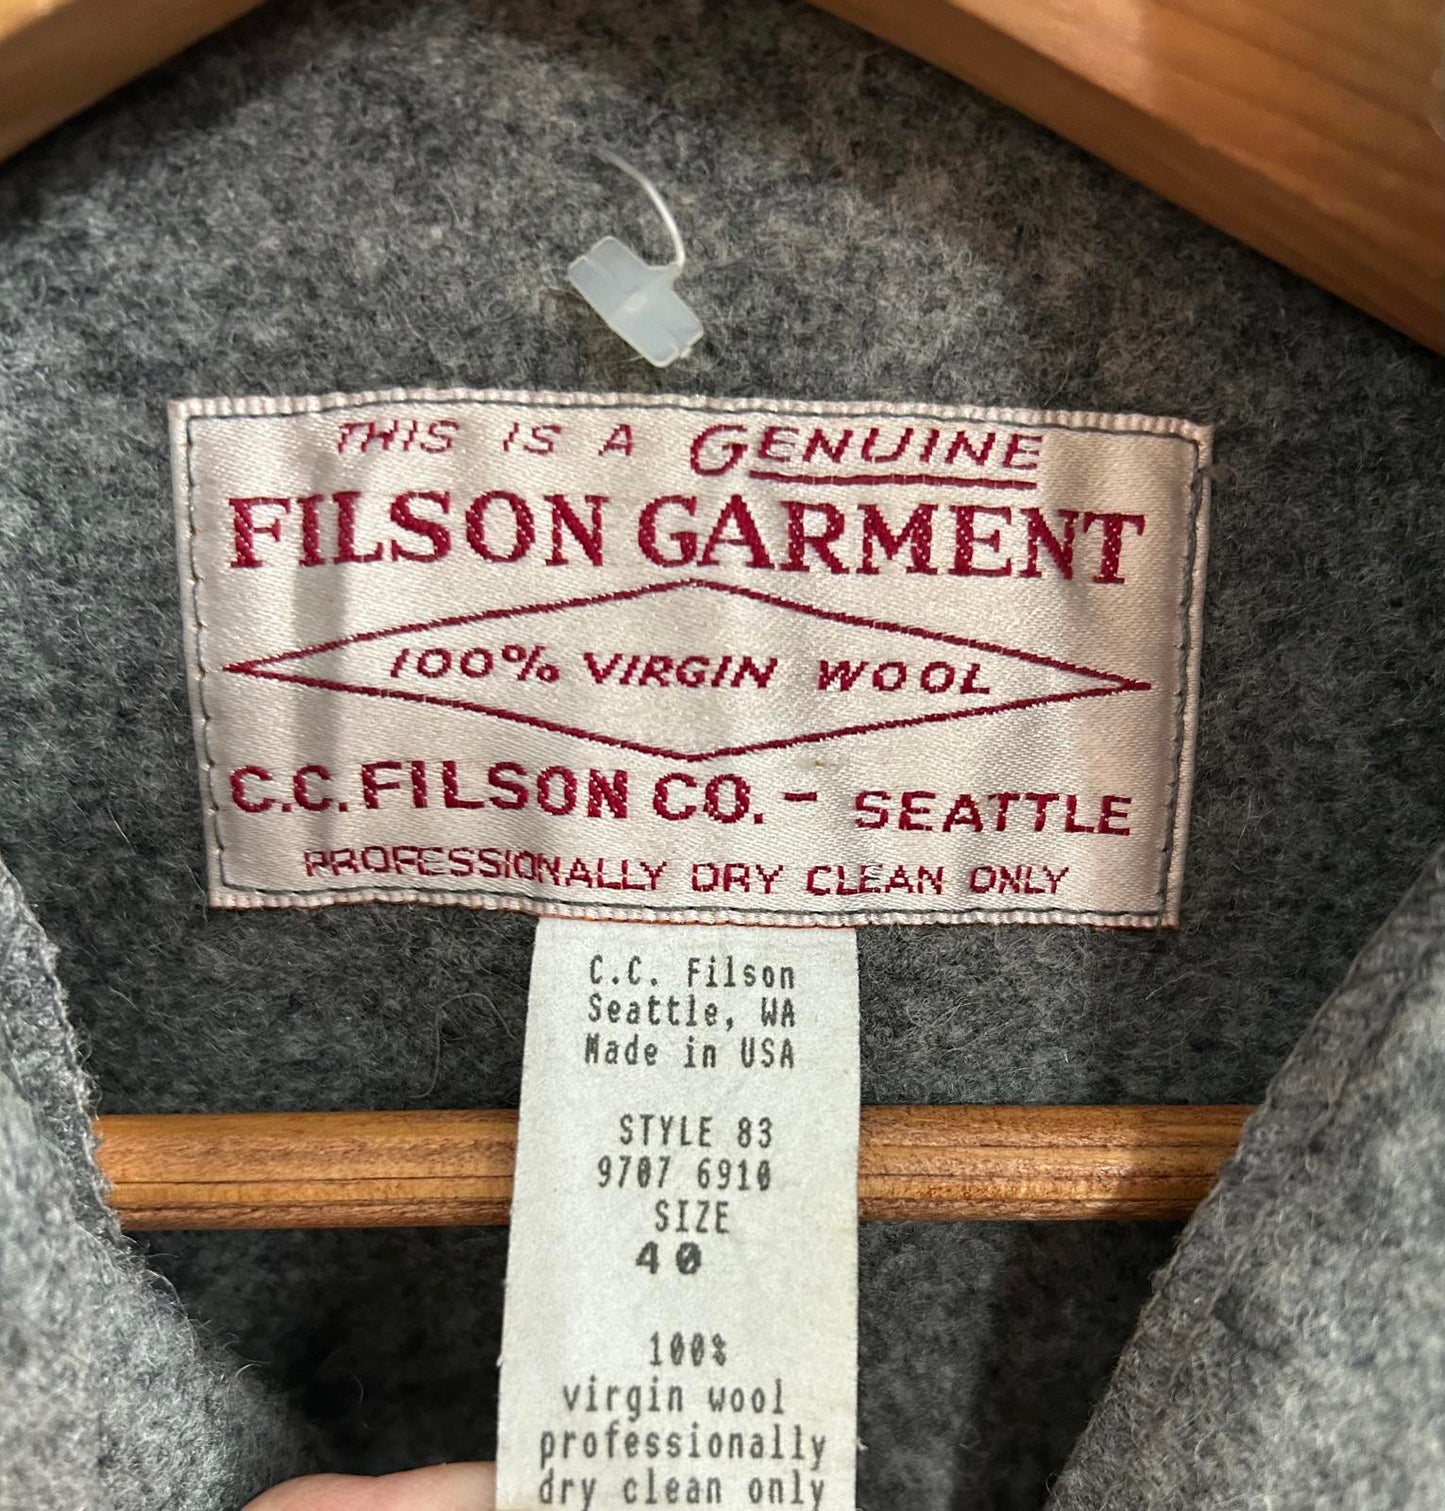 THIS IS A GENUINE
FILSON GARMENT
100% VIRGIN WOOL
C.C. FILSON CO. - SEATTLE
PROFESSIONALLY DRY CLEAN ONLY
C.C. Filson
Seattle, WA
Made in USA
STYLE 83
9707 6910
SIZE
40
100%
virgin wool
professionally
dry clean only